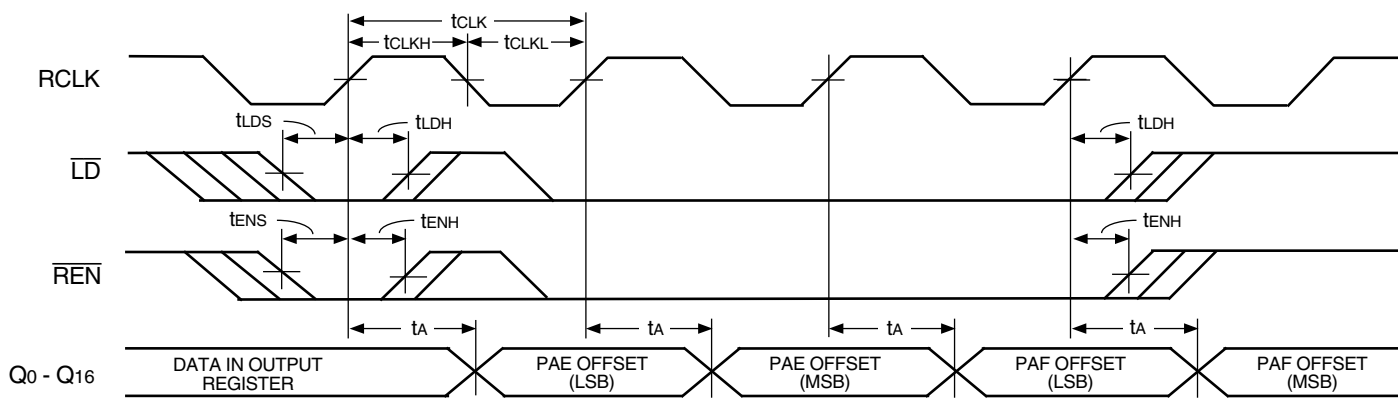 tCLK
tCLKH
tCLKL
RCLK
tLDS
tLDH
tLDH
LD
tENS
tENH
tENH
REN
tA
tA
tA
tA
Q0 - Q16
DATA IN OUTPUT
REGISTER
PAE OFFSET
(LSB)
PAE OFFSET
(MSB)
PAF OFFSET
(LSB)
PAF OFFSET
(MSB)